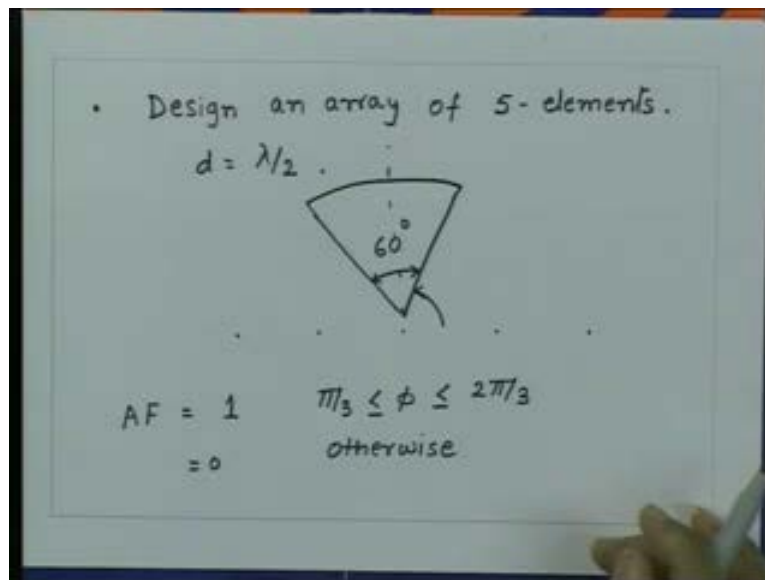 • Design an array of 5-elements.
d = λ/2 .
60°
AF = 1 π/3 ≤ φ ≤ 2π/3
= 0 otherwise